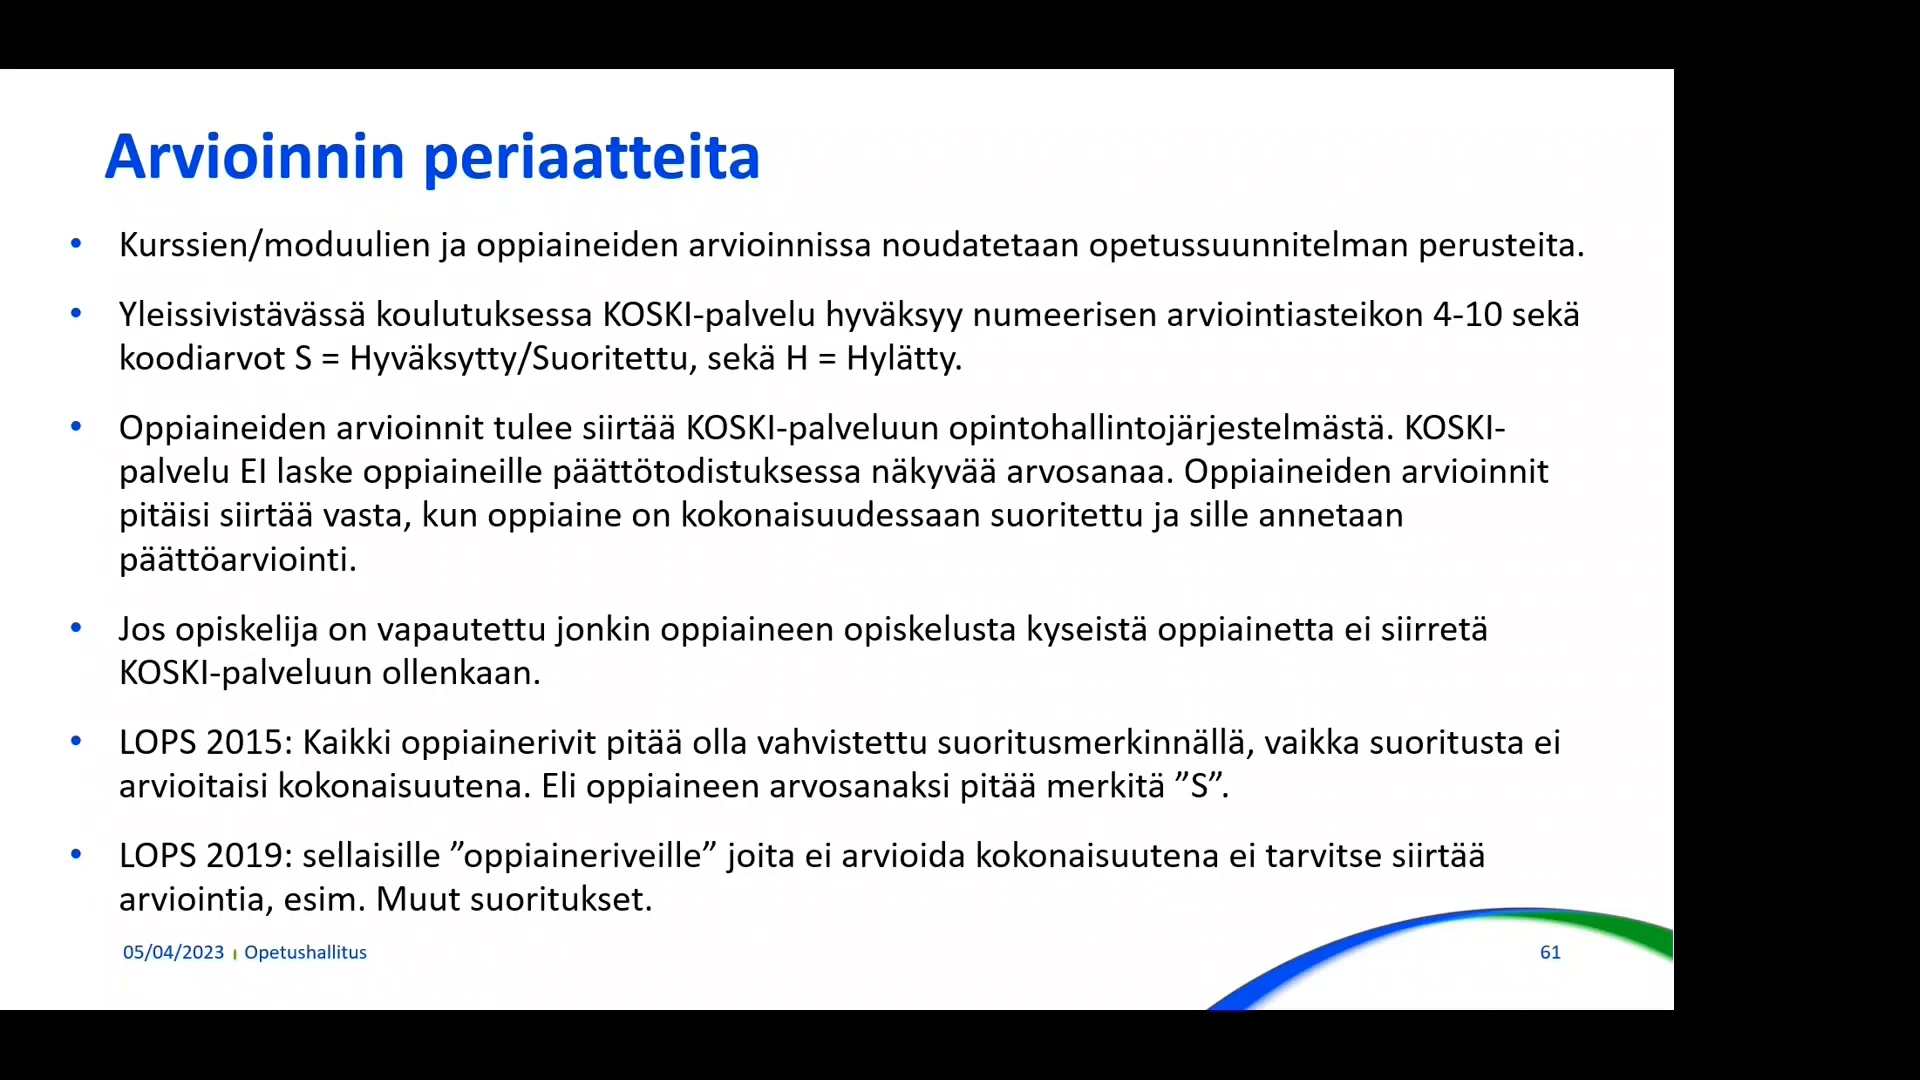 Arvioinnin periaatteita
• Kurssien/moduulien ja oppiaineiden arvioinnissa noudatetaan opetussuunnitelman perusteita.
• Yleissivistävässä koulutuksessa KOSKI-palvelu hyväksyy numeerisen arviointiasteikon 4-10 sekä
koodiarvot S = Hyväksytty/Suoritettu, sekä H = Hylätty.
• Oppiaineiden arvioinnit tulee siirtää KOSKI-palveluun opintohallintojärjestelmästä. KOSKI-
palvelu EI laske oppiaineille päättötodistuksessa näkyvää arvosanaa. Oppiaineiden arvioinnit
pitäisi siirtää vasta, kun oppiaine on kokonaisuudessaan suoritettu ja sille annetaan
päättöarviointi.
• Jos opiskelija on vapautettu jonkin oppiaineen opiskelusta kyseistä oppiainetta ei siirretä
KOSKI-palveluun ollenkaan.
• LOPS 2015: Kaikki oppiainerivit pitää olla vahvistettu suoritusmerkinnällä, vaikka suoritusta ei
arvioitaisi kokonaisuutena. Eli oppiaineen arvosanaksi pitää merkitä ”S”.
• LOPS 2019: sellaisille ”oppiaineriveille” joita ei arvioida kokonaisuutena ei tarvitse siirtää
arviointia, esim. Muut suoritukset.
05/04/2023 | Opetushallitus
61